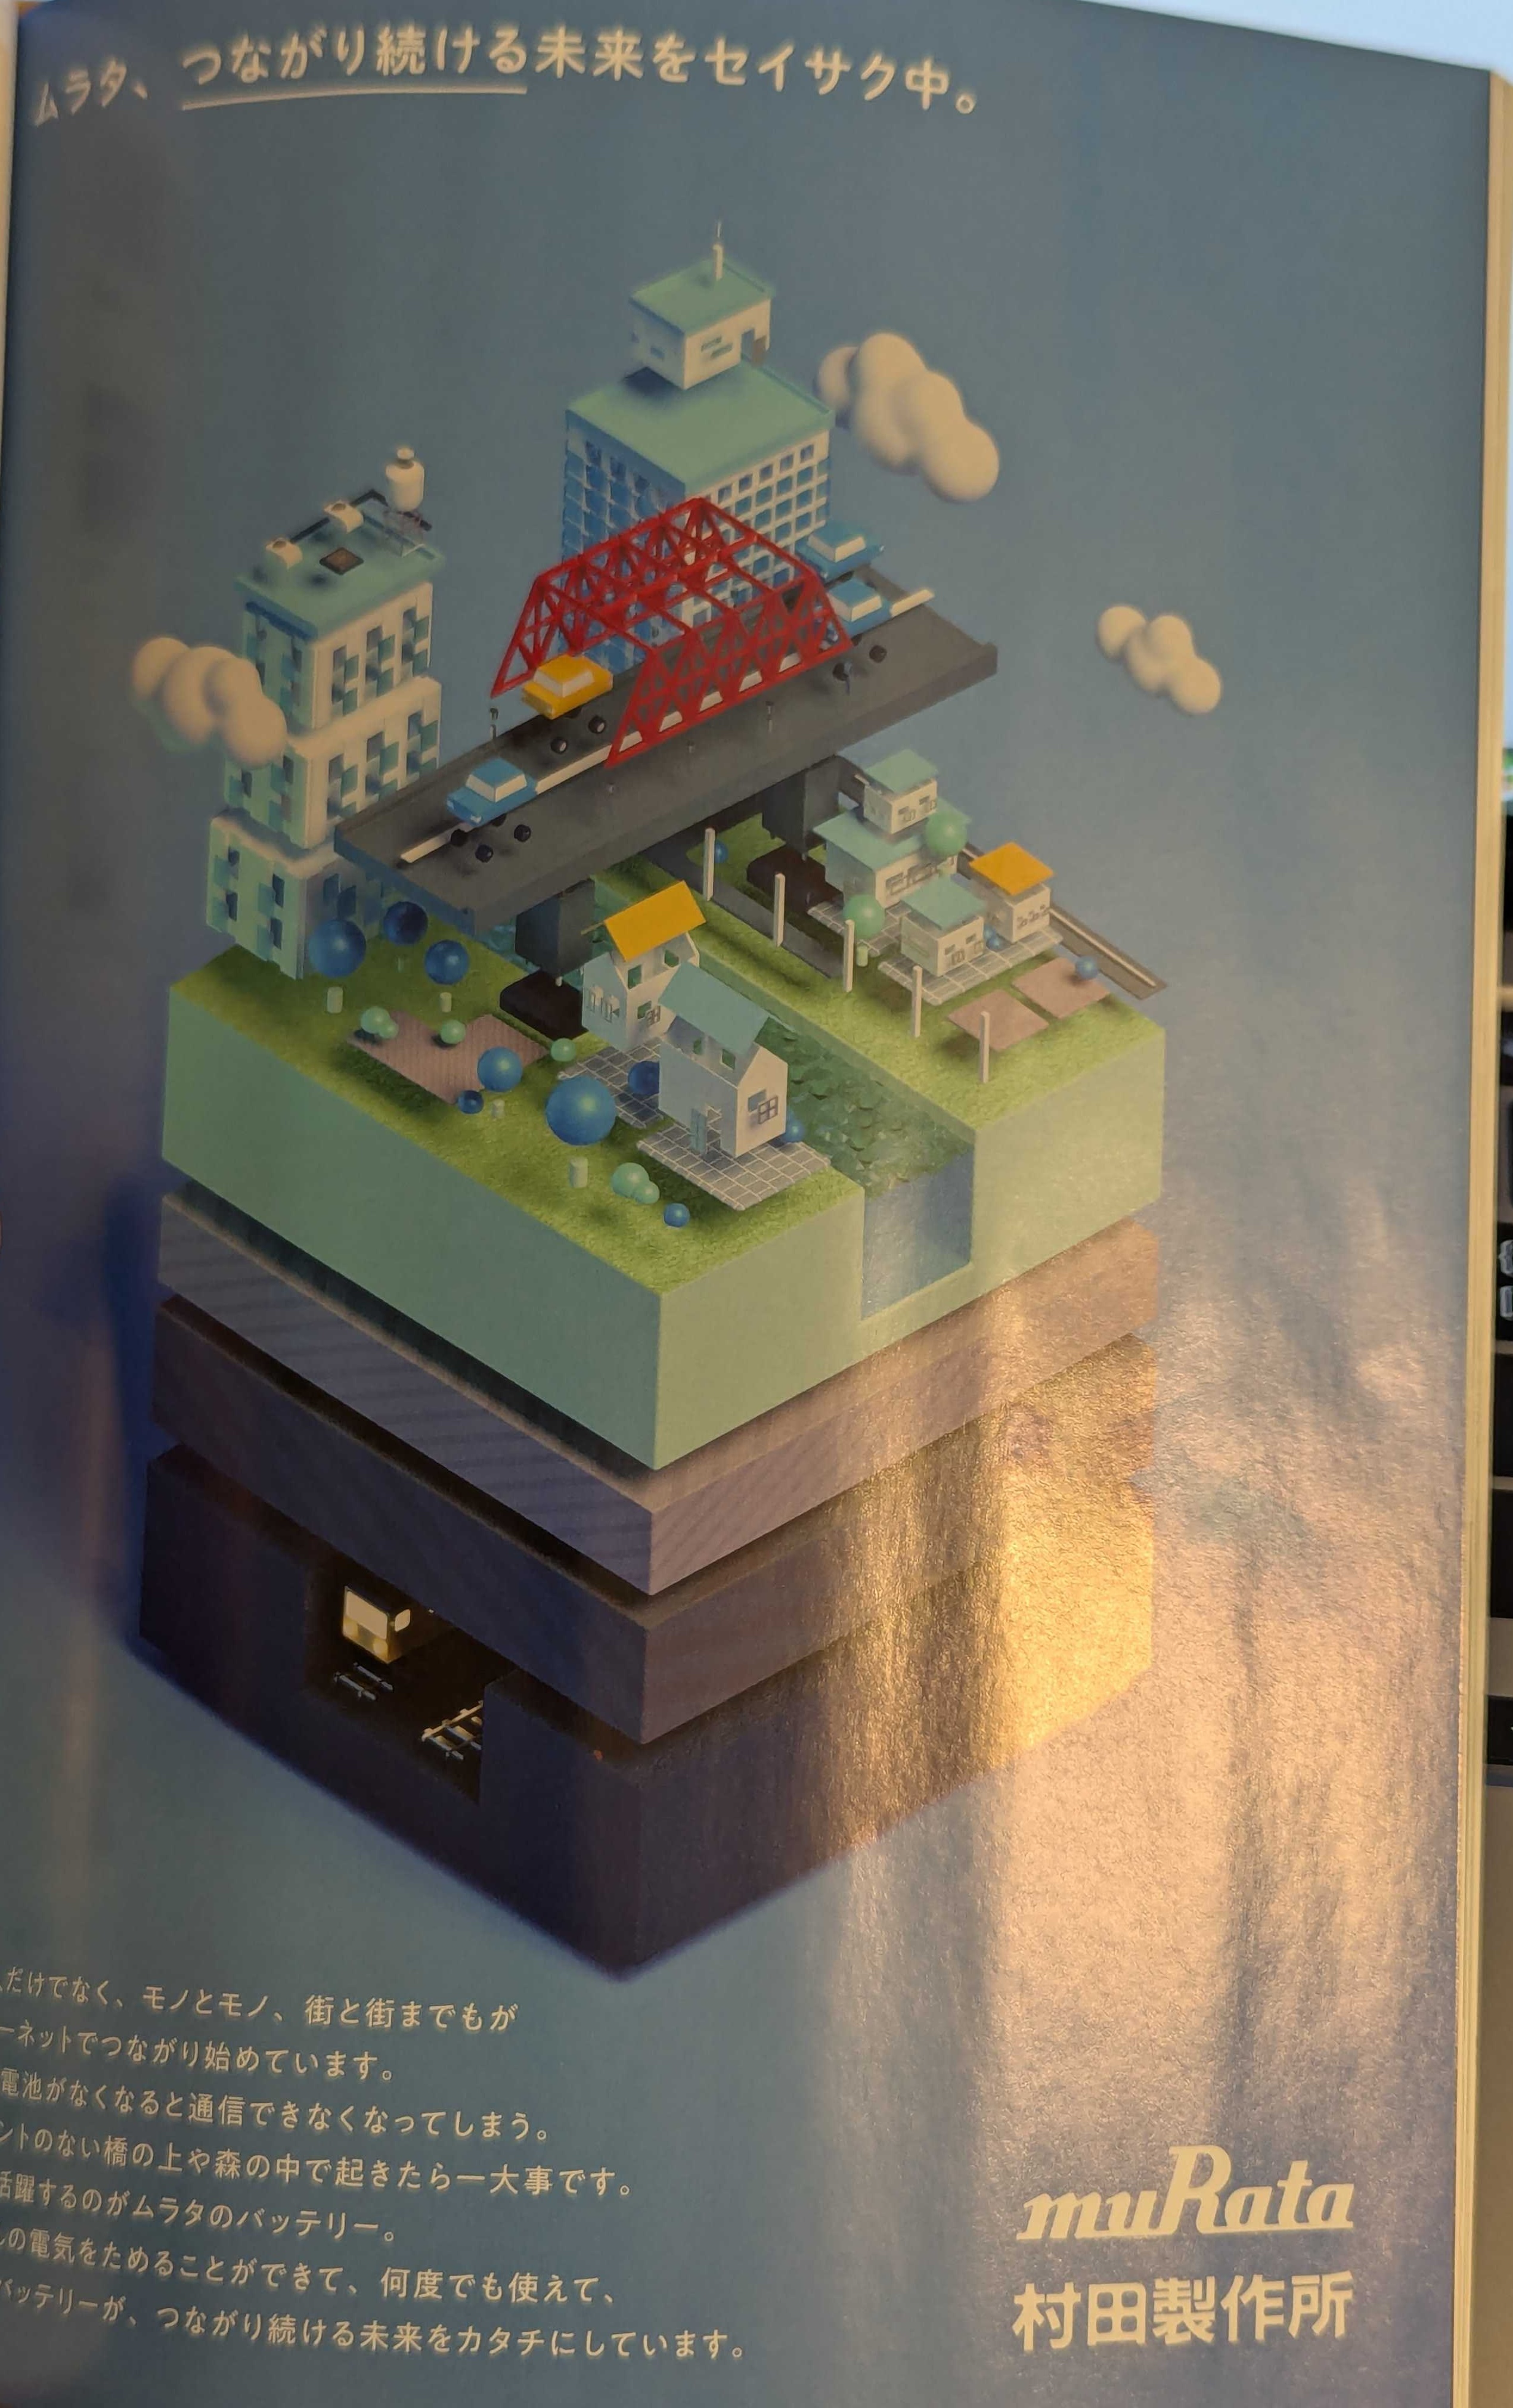 ムラタ、つながり続ける未来をセイサク中。
だけでなく、モノとモノ、街と街までもが
ーネットでつながり始めています。
電池がなくなると通信できなくなってしまう。
ントのない橋の上や森の中で起きたら一大事です。
活躍するのがムラタのバッテリー。
の電気をためることができて、何度でも使えて、
バッテリーが、つながり続ける未来をカタチにしています。
muRata
村田製作所